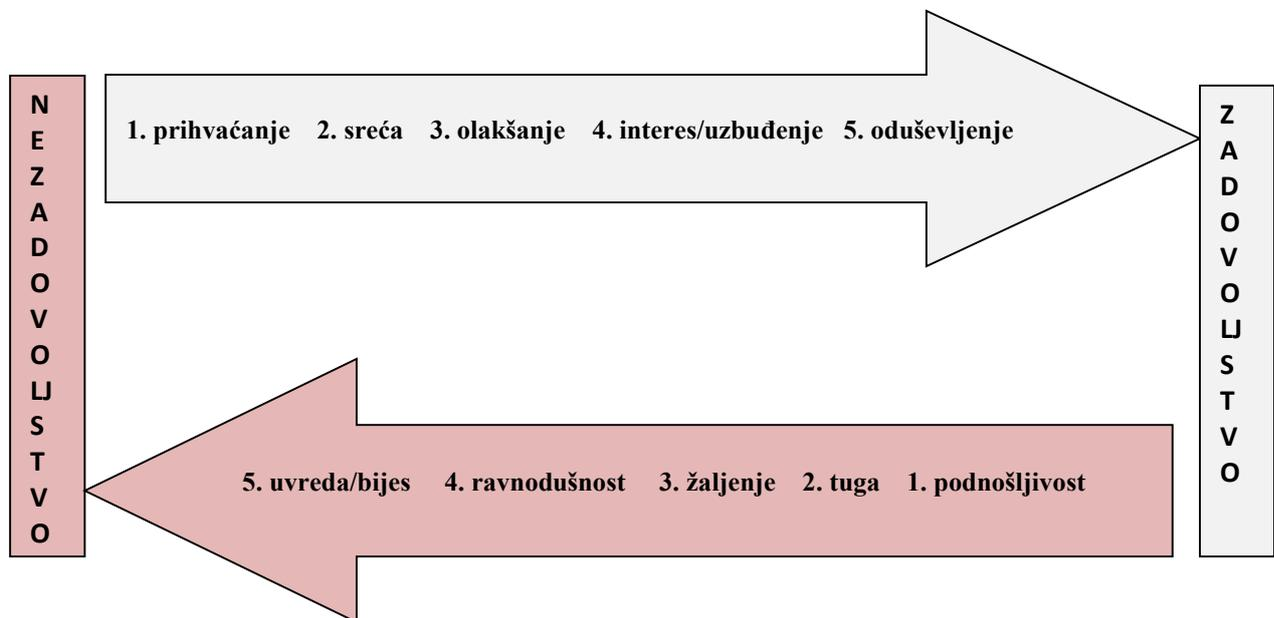 NEZADOVOLJSTVO
1. prihvaćanje 2. sreća 3. olakšanje 4. interes/uzbuđenje 5. oduševljenje
ZADOVOLJSTVO
5. uvreda/bijes 4. ravnodušnost 3. žaljenje 2. tuga 1. podnošljivost